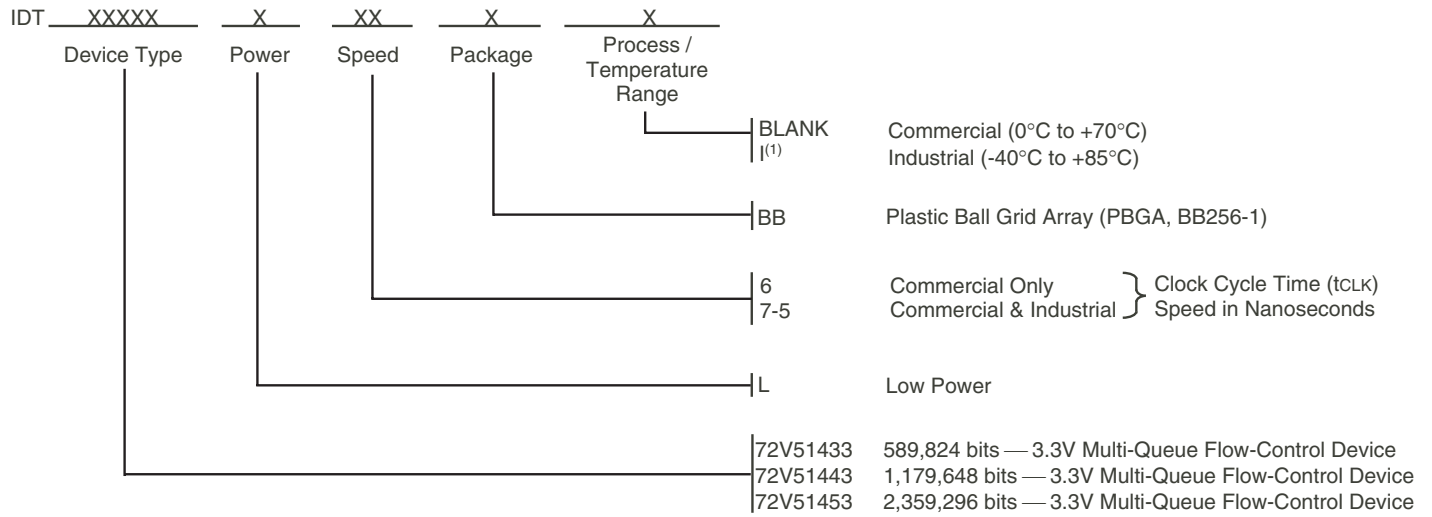 IDT XXXXX X XX X X
Device Type Power Speed Package Process / Temperature Range
BLANK Commercial (0°C to +70°C)
I(1) Industrial (-40°C to +85°C)
BB Plastic Ball Grid Array (PBGA, BB256-1)
6 Commercial Only
7-5 Commercial & Industrial
Clock Cycle Time (tCLK)
Speed in Nanoseconds
L Low Power
72V51433 589,824 bits — 3.3V Multi-Queue Flow-Control Device
72V51443 1,179,648 bits — 3.3V Multi-Queue Flow-Control Device
72V51453 2,359,296 bits — 3.3V Multi-Queue Flow-Control Device